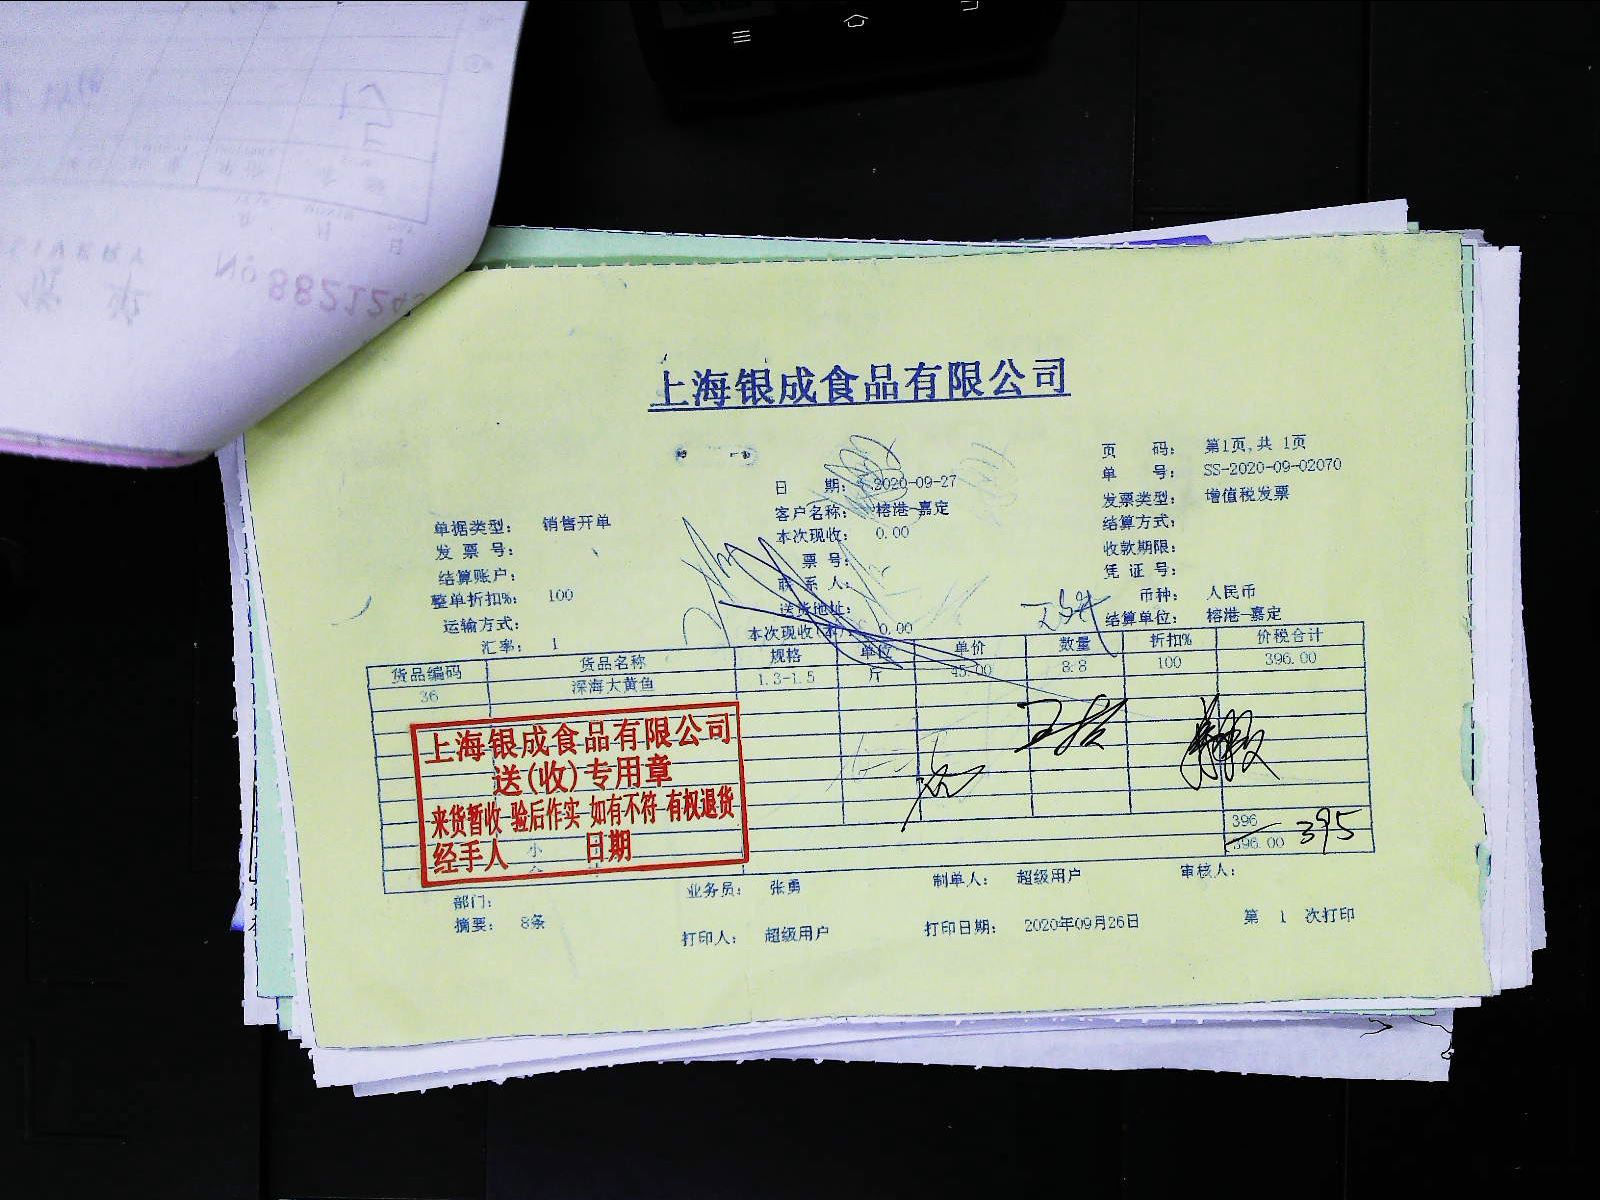 上海银成食品有限公司
页 码： 第1页,共 1页
日 期： 2020-09-27
单 号： SS-2020-09-02070
单据类型： 销售开单
客户名称： 榕港-嘉定
发票类型： 增值税发票
发 票 号：
本次现收： 0.00
结算方式：
结算账户：
票 号：
收款期限：
整单折扣%： 100
联 系 人：
凭 证 号：
运输方式：
送货地址：
币种： 人民币
汇率： 1
0.00
结算单位： 榕港-嘉定
货品编码 货品名称 规格 单位 单价 数量 折扣% 价税合计
36 深海大黄鱼 1.3-1.5 斤 45.00 8.8 100 396.00
上海银成食品有限公司
送(收)专用章
来货暂收 验后作实 如有不符 有权退货
经手人 日期
396
396.00 395
部门：
业务员： 张勇
制单人： 超级用户
审核人：
摘要： 8条
打印人： 超级用户
打印日期： 2020年09月26日
第 1 次打印